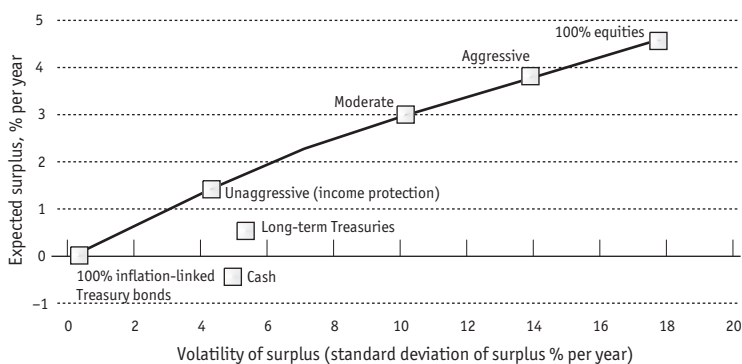 5
100% equities
Aggressive
4
Moderate
3
2
Unaggressive (income protection)
1
Long-term Treasuries
0
100% inflation-linked
Treasury bonds
Cash
–1
0 2 4 6 8 10 12 14 16 18 20
Expected surplus, % per year
Volatility of surplus (standard deviation of surplus % per year)